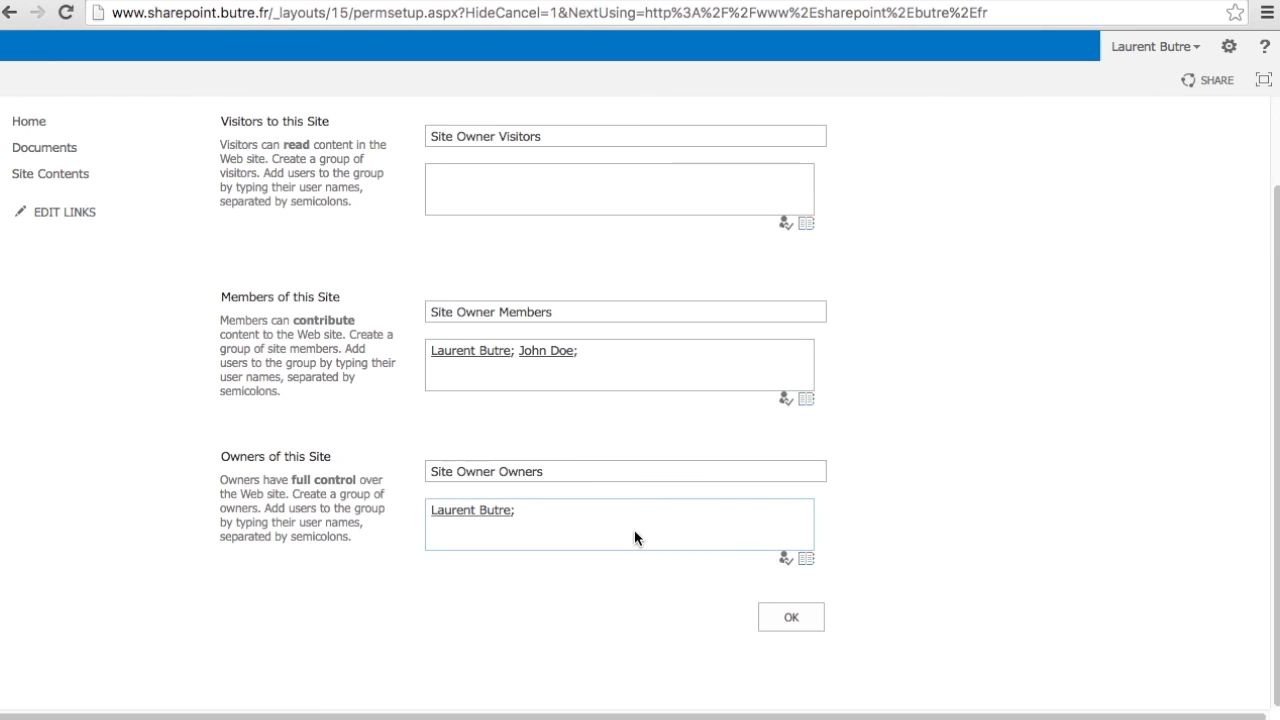 www.sharepoint.butre.fr/_layouts/15/permsetup.aspx?HideCancel=1&NextUsing=http%3A%2F%2Fwww%2Esharepoint%2Ebutre%2Efr
Laurent Butre
?
SHARE
Home
Documents
Site Contents
EDIT LINKS
Visitors to this Site
Visitors can read content in the
Web site. Create a group of
visitors. Add users to the group
by typing their user names,
separated by semicolons.
Site Owner Visitors
Members of this Site
Members can contribute
content to the Web site. Create a
group of site members. Add
users to the group by typing their
user names, separated by
semicolons.
Site Owner Members
Laurent Butre; John Doe;
Owners of this Site
Owners have full control over
the Web site. Create a group of
owners. Add users to the group
by typing their user names,
separated by semicolons.
Site Owner Owners
Laurent Butre;
OK